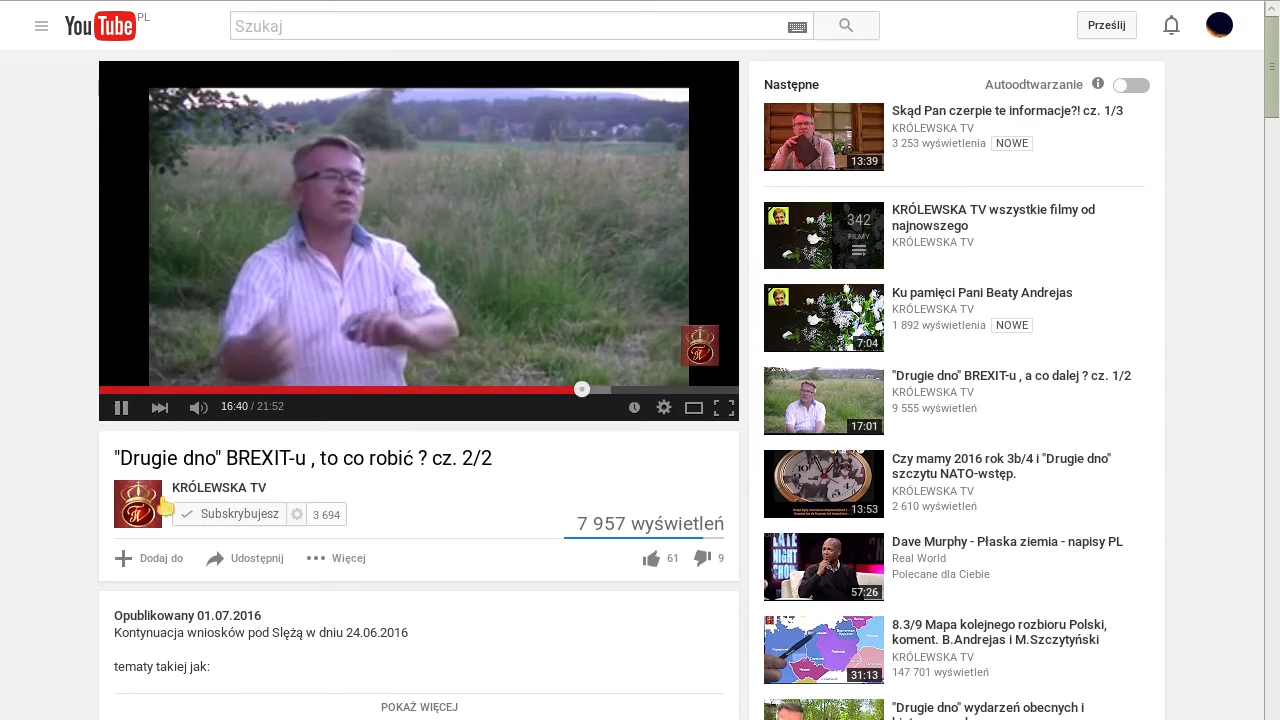 YouTube PL
Szukaj
Prześlij
16:40 / 21:52
"Drugie dno" BREXIT-u , to co robić ? cz. 2/2
KRÓLEWSKA TV
Subskrybujesz
3 694
7 957 wyświetleń
Dodaj do
Udostępnij
Więcej
61
9
Opublikowany 01.07.2016
Kontynuacja wniosków pod Slężą w dniu 24.06.2016
tematy takiej jak:
POKAŻ WIĘCEJ
Następne
Autoodtwarzanie
13:39
Skąd Pan czerpie te informacje?! cz. 1/3
KRÓLEWSKA TV
3 253 wyświetlenia NOWE
342
FILMY
KRÓLEWSKA TV wszystkie filmy od
najnowszego
KRÓLEWSKA TV
7:04
Ku pamięci Pani Beaty Andrejas
KRÓLEWSKA TV
1 892 wyświetlenia NOWE
17:01
"Drugie dno" BREXIT-u , a co dalej ? cz. 1/2
KRÓLEWSKA TV
9 555 wyświetleń
13:53
Czy mamy 2016 rok 3b/4 i "Drugie dno"
szczytu NATO-wstęp.
KRÓLEWSKA TV
2 610 wyświetleń
LATE
NIGHT
57:26
Dave Murphy - Płaska ziemia - napisy PL
Real World
Polecane dla Ciebie
31:13
8.3/9 Mapa kolejnego rozbioru Polski,
koment. B.Andrejas i M.Szczytyński
KRÓLEWSKA TV
147 701 wyświetleń
"Drugie dno" wydarzeń obecnych i